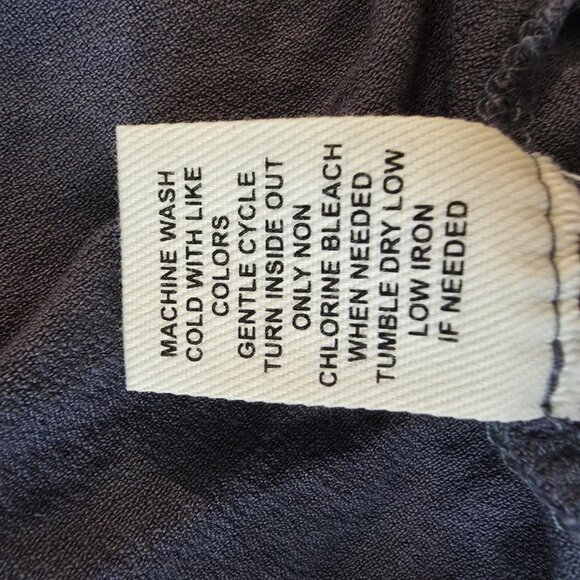 MACHINE WASH
COLD WITH LIKE
COLORS
GENTLE CYCLE
TURN INSIDE OUT
ONLY NON
CHLORINE BLEACH
WHEN NEEDED
TUMBLE DRY LOW
LOW IRON
IF NEEDED